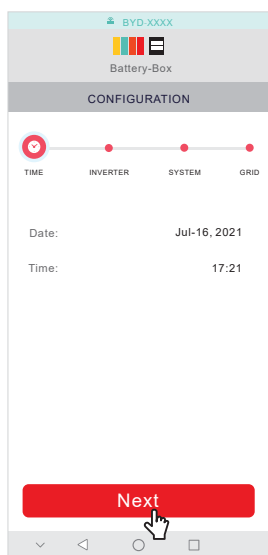 BYD-XXXX
Battery-Box
CONFIGURATION
TIME INVERTER SYSTEM GRID
Date: Jul-16, 2021
Time: 17:21
Next